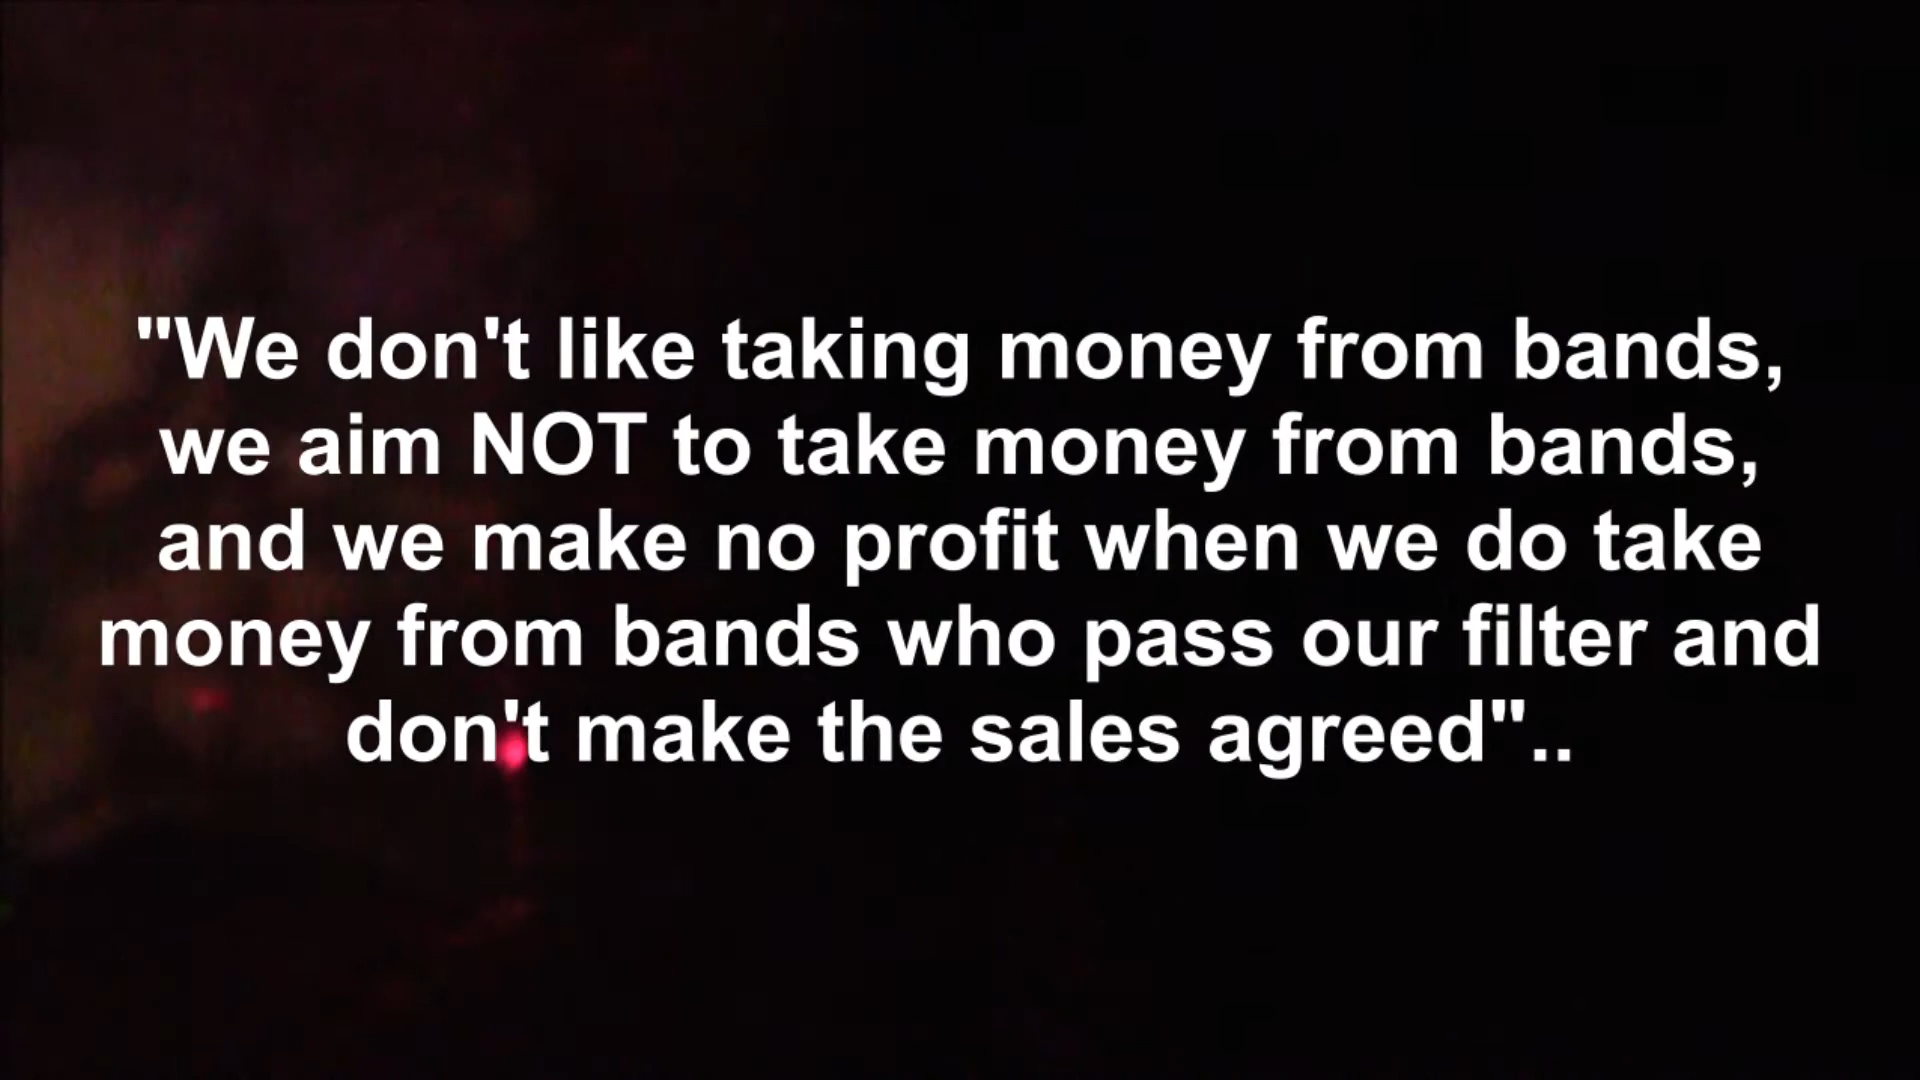 "We don't like taking money from bands,
we aim NOT to take money from bands,
and we make no profit when we do take
money from bands who pass our filter and
don't make the sales agreed"..